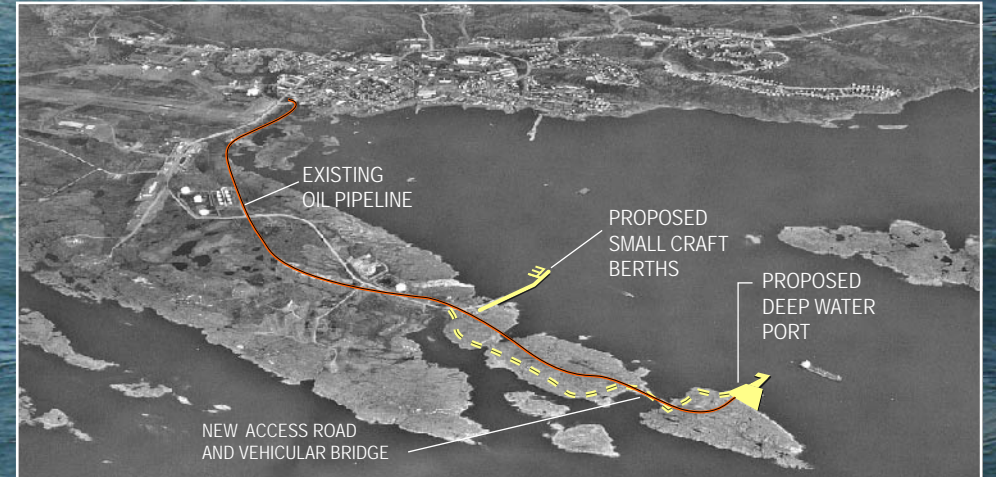 EXISTING
OIL PIPELINE
PROPOSED
SMALL CRAFT
BERTHS
PROPOSED
DEEP WATER
PORT
NEW ACCESS ROAD
AND VEHICULAR BRIDGE